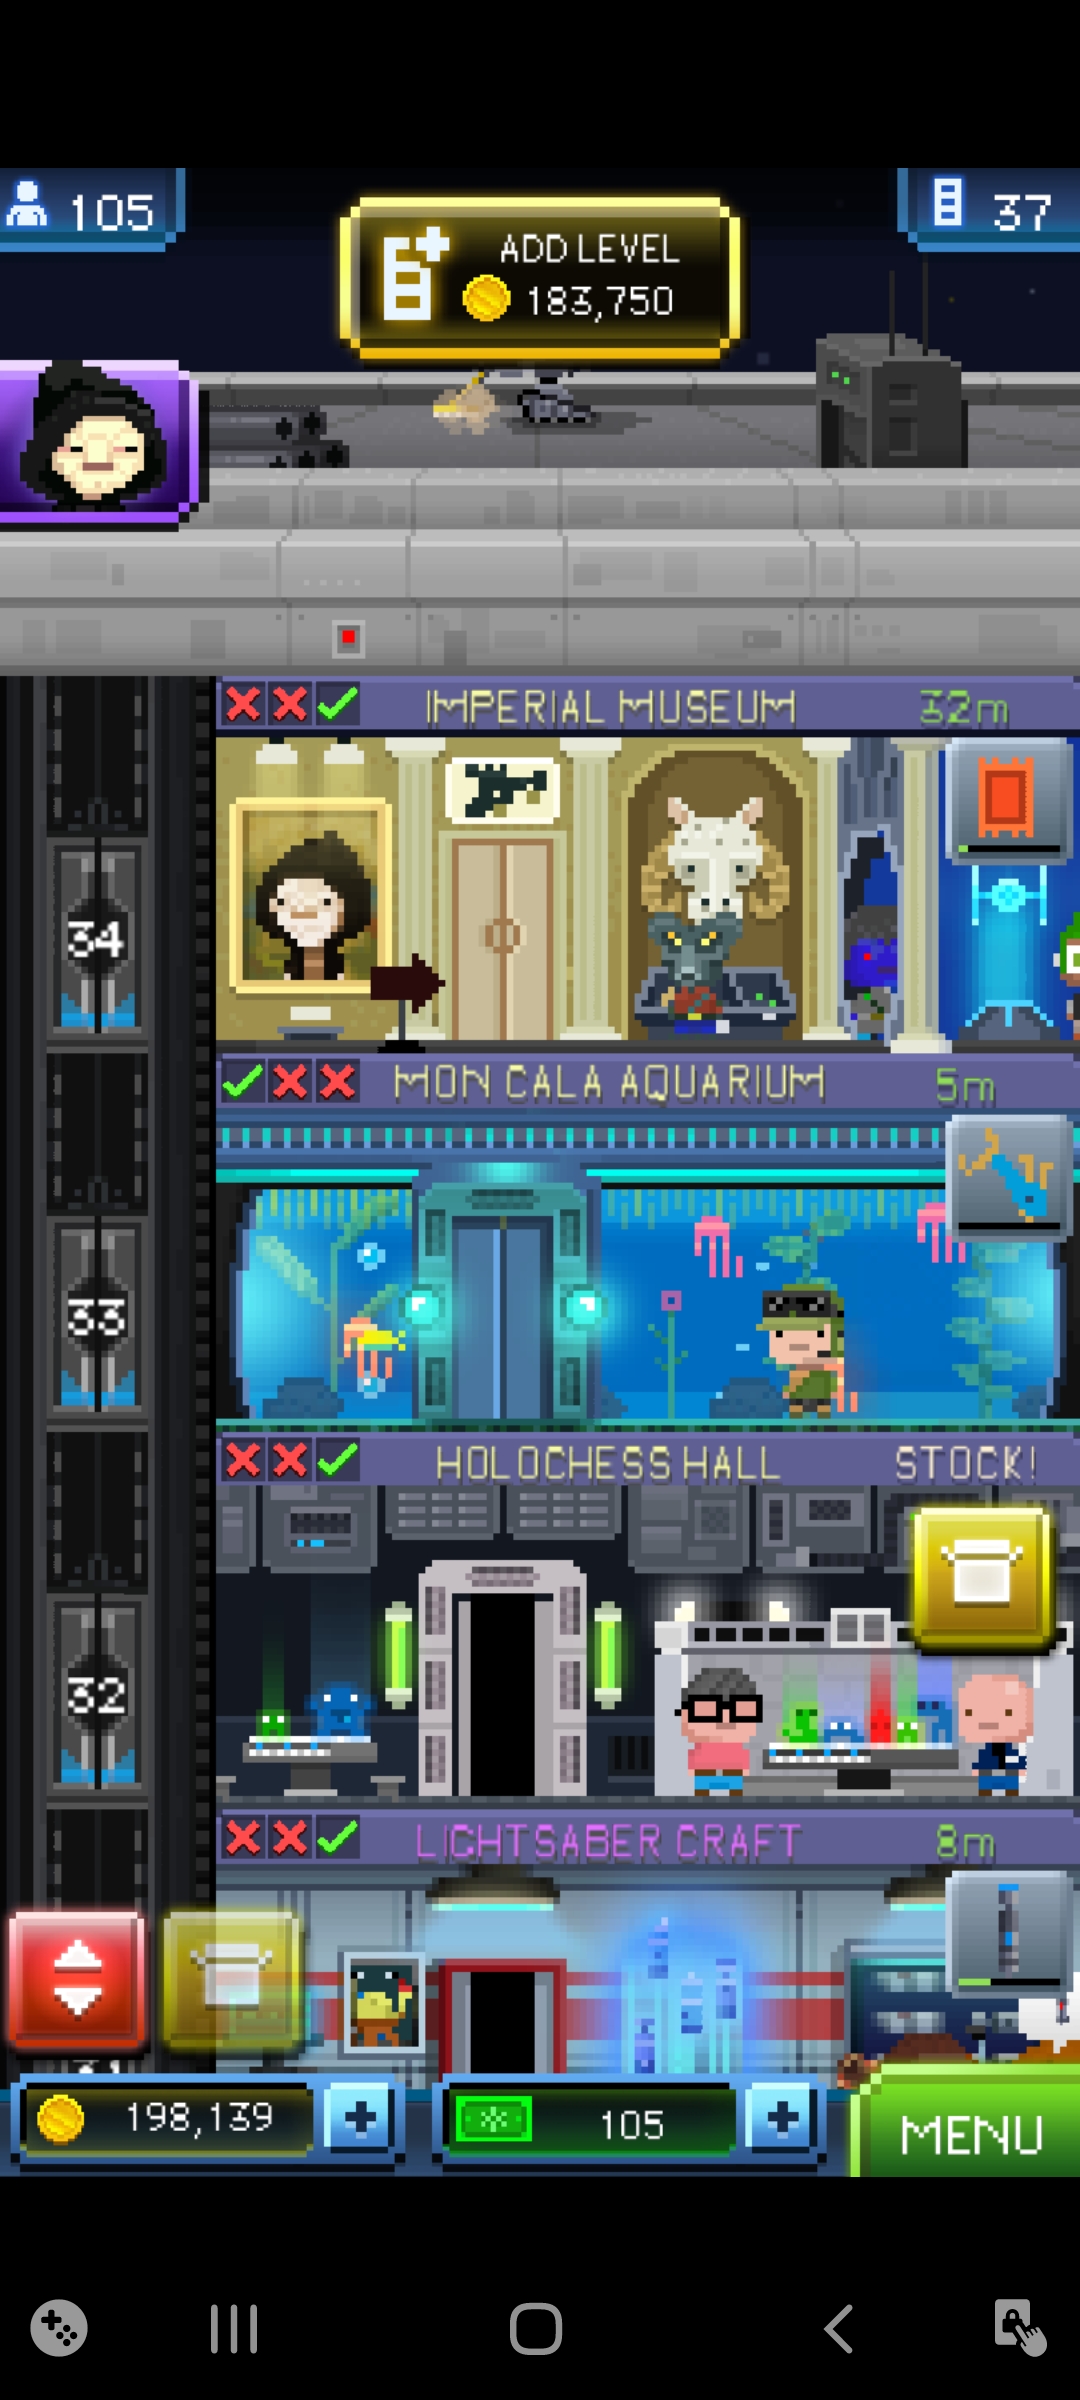 105
ADD LEVEL
183,750
37
IMPERIAL MUSEUM 32m
34
MON CALA AQUARIUM 5m
33
HOLOCHESS HALL STOCK!
32
LIGHTSABER CRAFT 8m
198,139
105
MENU